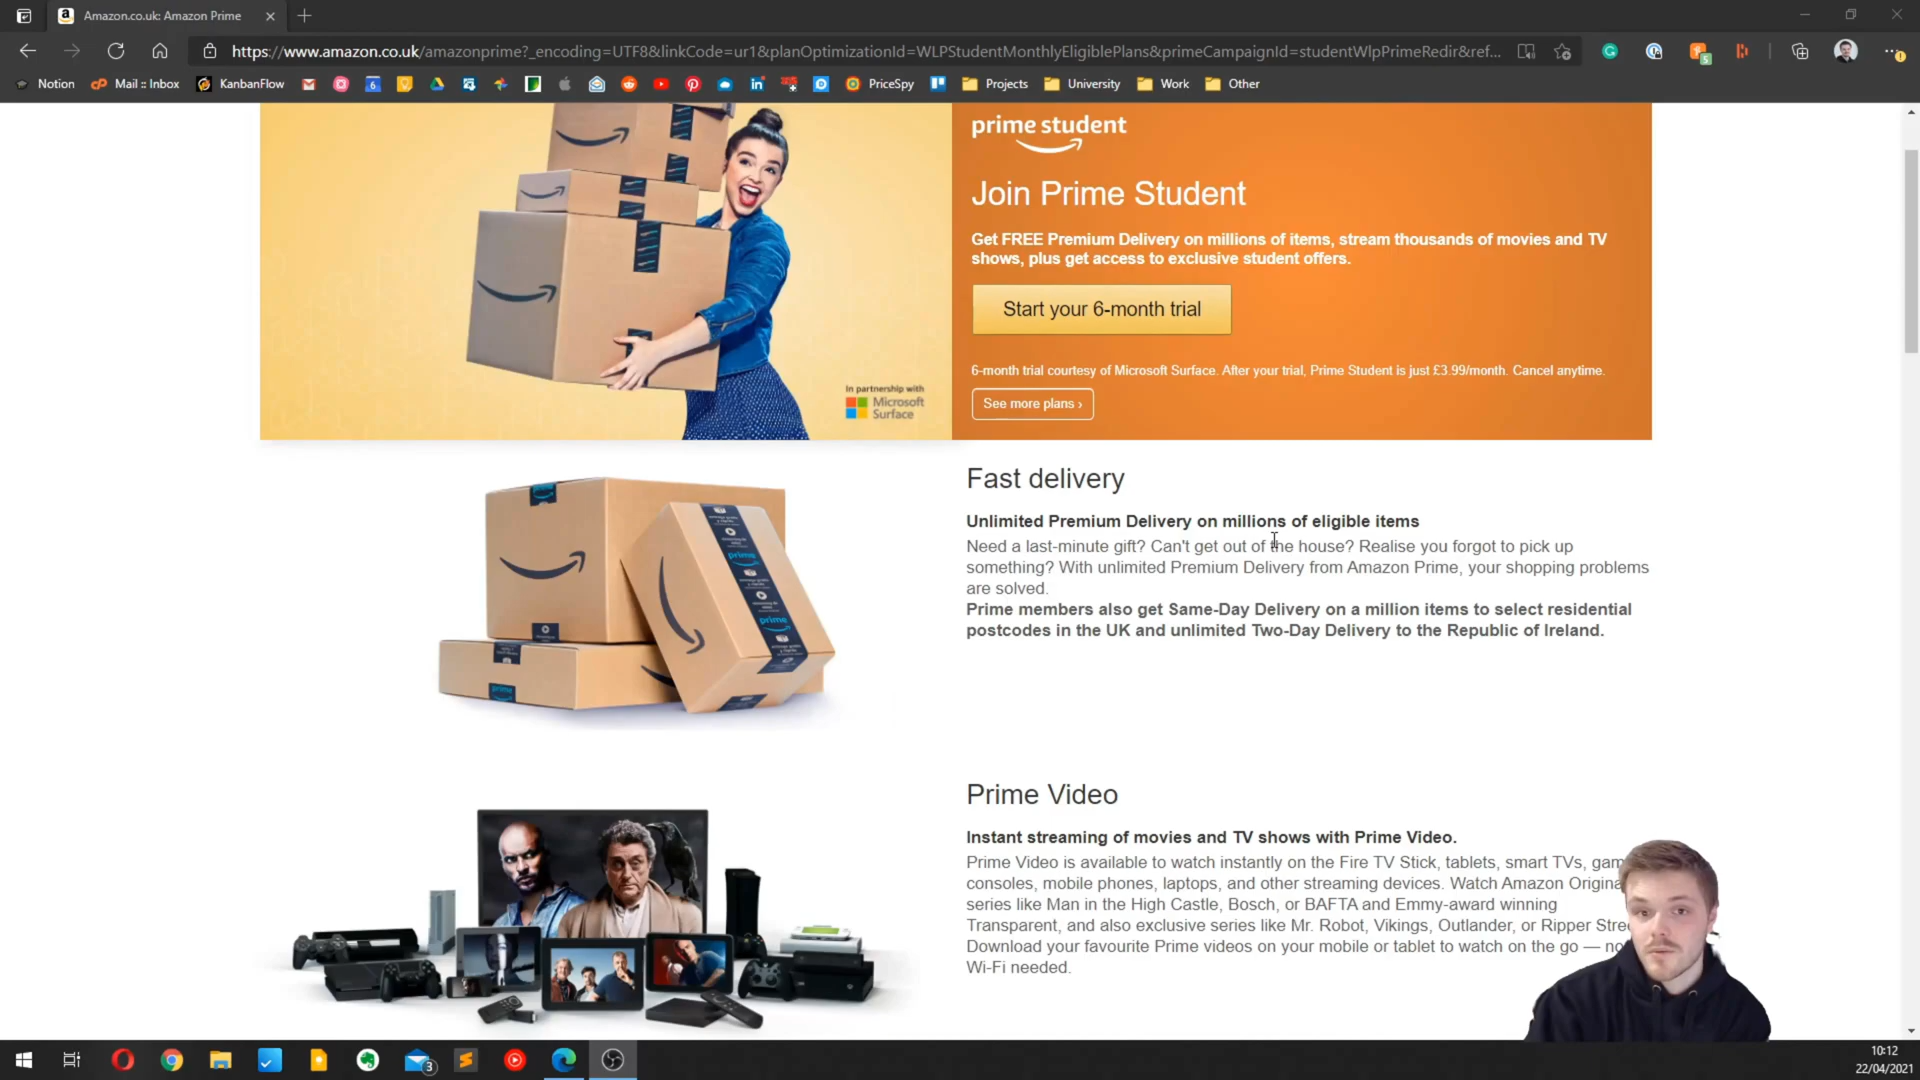 Amazon.co.uk: Amazon Prime
https://www.amazon.co.uk/amazonprime?_encoding=UTF8&linkCode=ur1&planOptimizationId=WLPStudentMonthlyEligiblePlans&primeCampaignId=studentWlpPrimeRedir&ref...
5
Notion
Mail :: Inbox
KanbanFlow
6
PriceSpy
Projects
University
Work
Other
prime student
Join Prime Student
Get FREE Premium Delivery on millions of items, stream thousands of movies and TV
shows, plus get access to exclusive student offers.
Start your 6-month trial
6-month trial courtesy of Microsoft Surface. After your trial, Prime Student is just £3.99/month. Cancel anytime.
See more plans ›
In partnership with
Microsoft
Surface
Fast delivery
Unlimited Premium Delivery on millions of eligible items
Need a last-minute gift? Can't get out of the house? Realise you forgot to pick up
something? With unlimited Premium Delivery from Amazon Prime, your shopping problems
are solved.
Prime members also get Same-Day Delivery on a million items to select residential
postcodes in the UK and unlimited Two-Day Delivery to the Republic of Ireland.
prime
prime
prime
Prime Video
Instant streaming of movies and TV shows with Prime Video.
Prime Video is available to watch instantly on the Fire TV Stick, tablets, smart TVs, gam
consoles, mobile phones, laptops, and other streaming devices. Watch Amazon Origina
series like Man in the High Castle, Bosch, or BAFTA and Emmy-award winning
Transparent, and also exclusive series like Mr. Robot, Vikings, Outlander, or Ripper Stre
Download your favourite Prime videos on your mobile or tablet to watch on the go — no
Wi-Fi needed.
3
10:12
22/04/2021